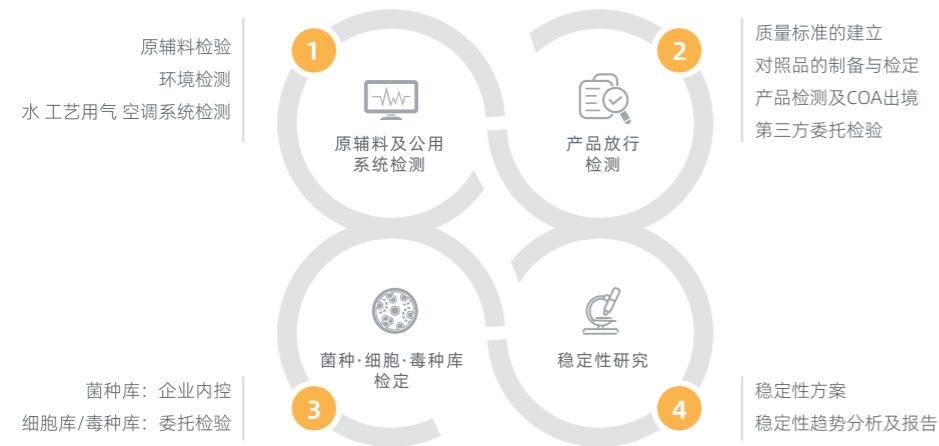 原辅料检验
环境检测
水 工艺用气 空调系统检测
1
原辅料及公用
系统检测
2
产品放行
检测
质量标准的建立
对照品的制备与检定
产品检测及COA出境
第三方委托检验
菌种库：企业内控
细胞库/毒种库：委托检验
3
菌种·细胞·毒种库
检定
4
稳定性研究
稳定性方案
稳定性趋势分析及报告